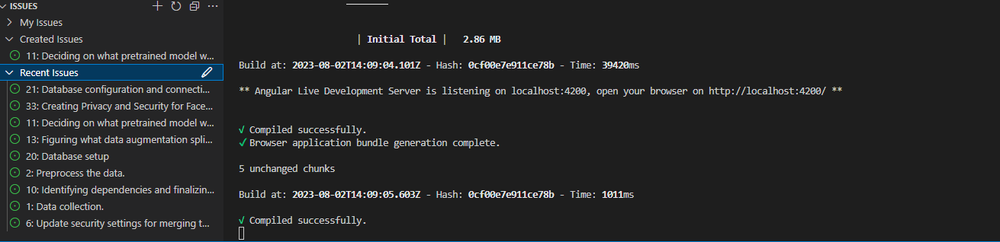 ISSUES
My Issues
Created Issues
11: Deciding on what pretrained model w...
Recent Issues
21: Database configuration and connecti...
33: Creating Privacy and Security for Face...
11: Deciding on what pretrained model w...
13: Figuring what data augmentation spli...
20: Database setup
2: Preprocess the data.
10: Identifying dependencies and finalizin...
1: Data collection.
6: Update security settings for merging t...
| Initial Total |   2.86 MB
Build at: 2023-08-02T14:09:04.101Z - Hash: 0cf00e7e911ce78b - Time: 39420ms
** Angular Live Development Server is listening on localhost:4200, open your browser on http://localhost:4200/ **
√ Compiled successfully.
✔ Browser application bundle generation complete.
5 unchanged chunks
Build at: 2023-08-02T14:09:05.603Z - Hash: 0cf00e7e911ce78b - Time: 1011ms
√ Compiled successfully.